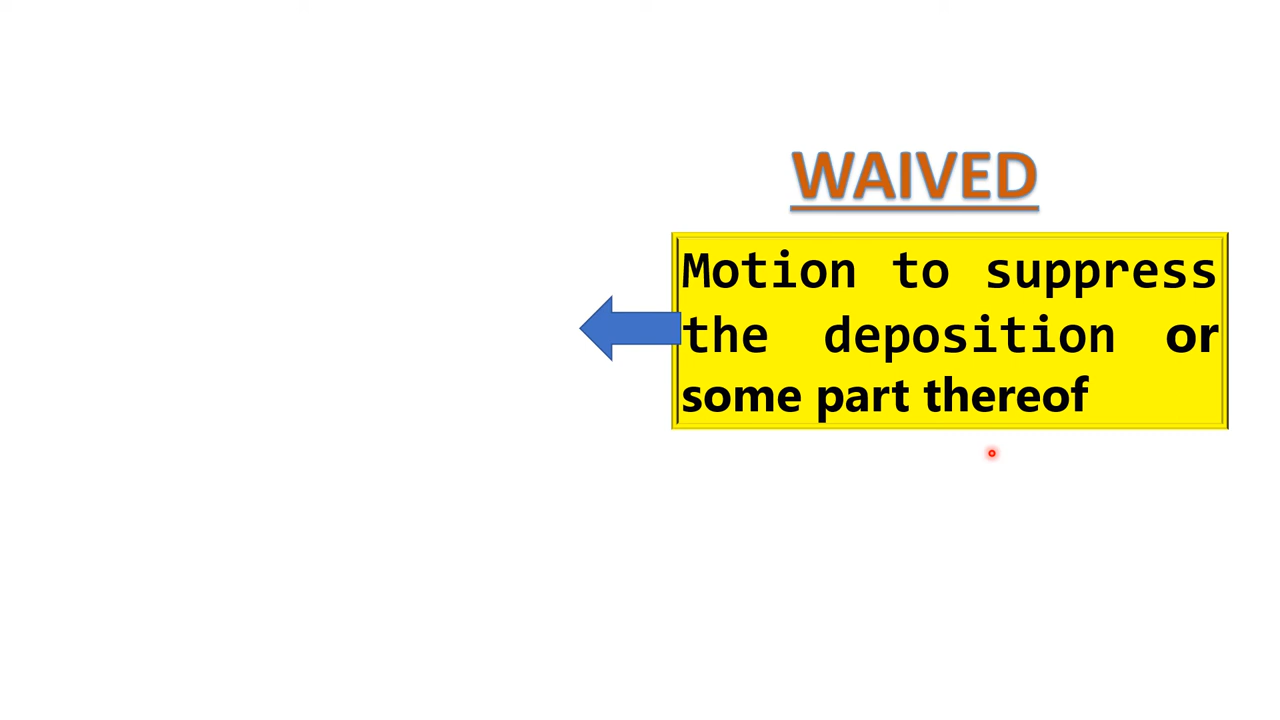 WAIVED
Motion to suppress
the deposition or
some part thereof